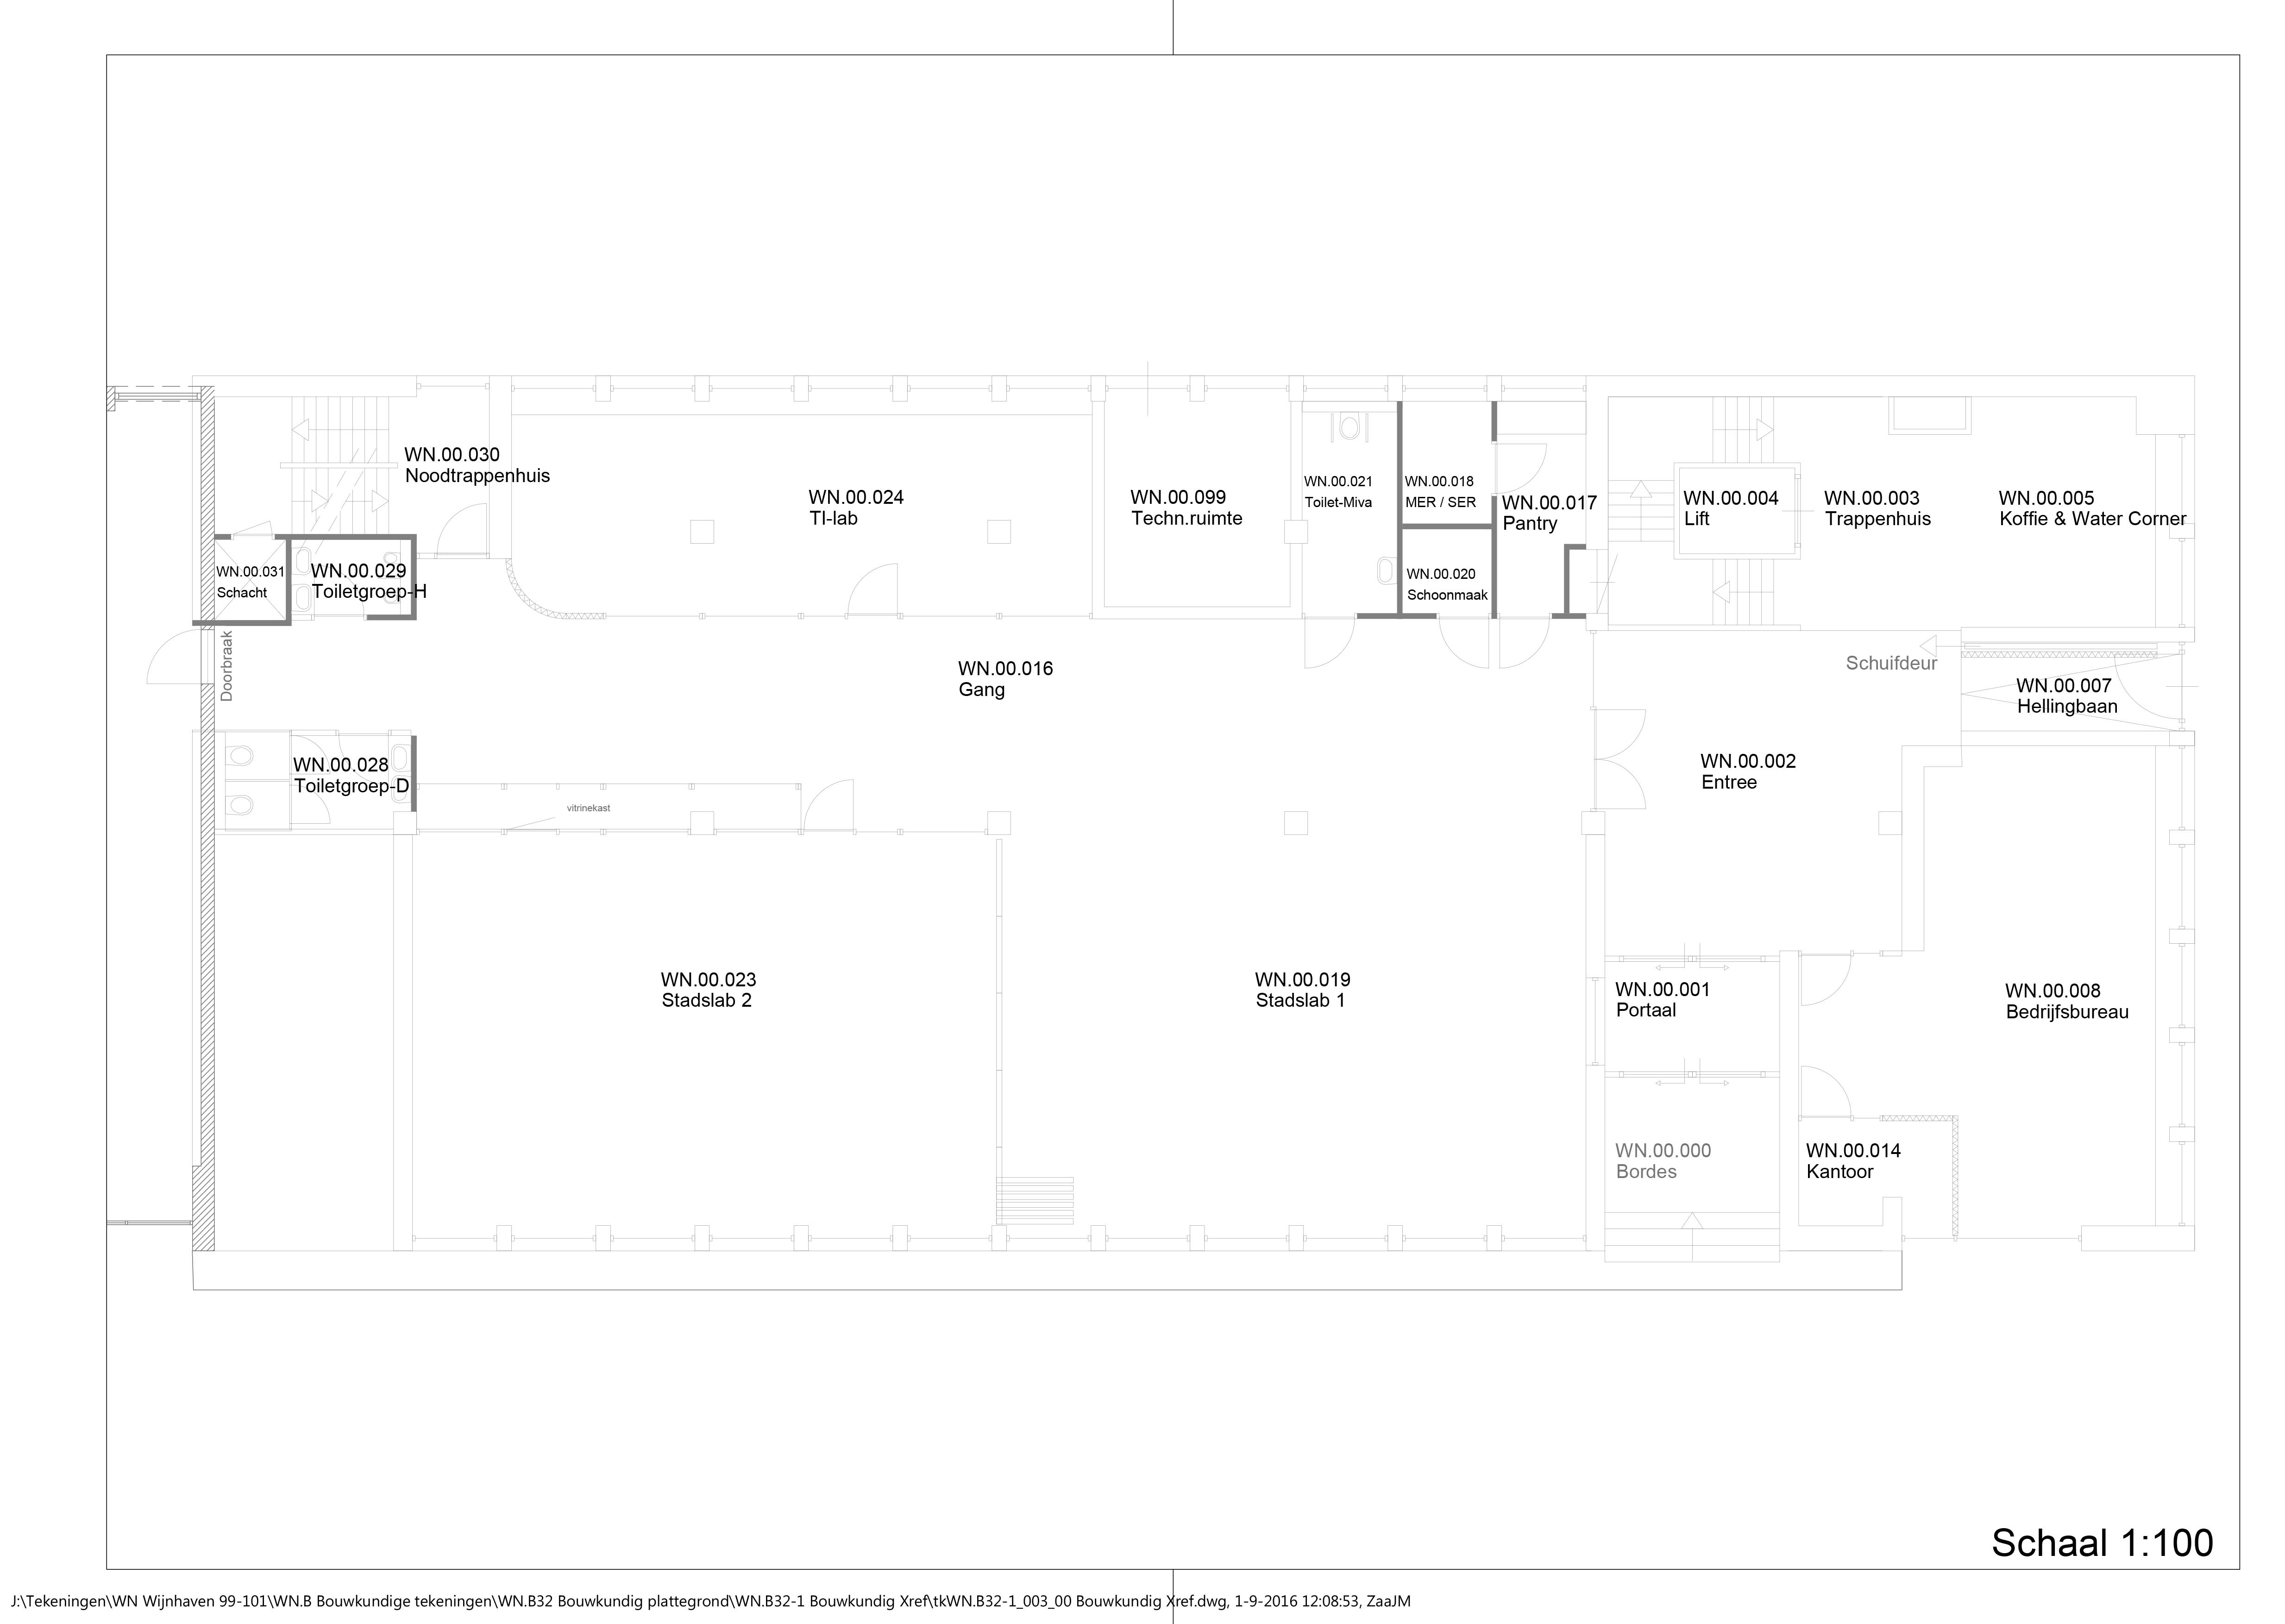 WN.00.030
Noodtrappenhuis
WN.00.024
TI-lab
WN.00.099
Techn.ruimte
WN.00.021
Toilet-Miva
WN.00.018
MER / SER
WN.00.017
Pantry
WN.00.004
Lift
WN.00.003
Trappenhuis
WN.00.005
Koffie & Water Corner
WN.00.031
Schacht
WN.00.029
Toiletgroep-H
WN.00.020
Schoonmaak
Doorbraak
WN.00.016
Gang
Schuifdeur
WN.00.007
Hellingbaan
WN.00.028
Toiletgroep-D
vitrinekast
WN.00.002
Entree
WN.00.023
Stadslab 2
WN.00.019
Stadslab 1
WN.00.001
Portaal
WN.00.008
Bedrijfsbureau
WN.00.000
Bordes
WN.00.014
Kantoor
Schaal 1:100
J:\Tekeningen\WN Wijnhaven 99-101\WN.B Bouwkundige tekeningen\WN.B32 Bouwkundig plattegrond\WN.B32-1 Bouwkundig Xref\tkWN.B32-1_003_00 Bouwkundig Xref.dwg, 1-9-2016 12:08:53, ZaaJM